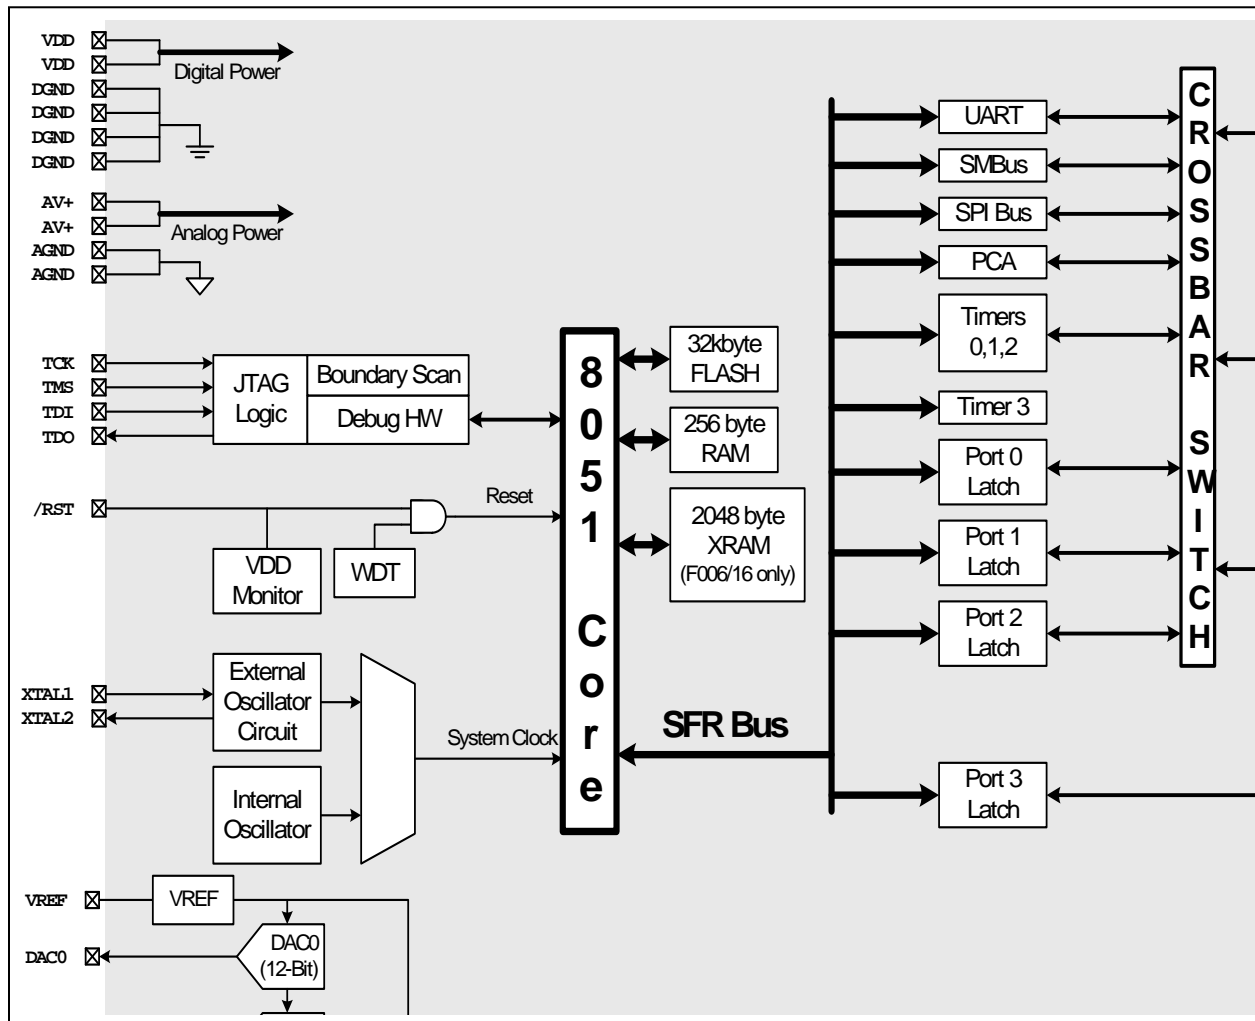 VDD
VDD
Digital Power
DGND
DGND
DGND
DGND
AV+
AV+
Analog Power
AGND
AGND
TCK
TMS
TDI
TDO
JTAG
Logic
Boundary Scan
Debug HW
/RST
Reset
VDD
Monitor
WDT
XTAL1
XTAL2
External
Oscillator
Circuit
Internal
Oscillator
System Clock
VREF
VREF
DAC0
DAC0
(12-Bit)
8051 Core
32kbyte
FLASH
256 byte
RAM
2048 byte
XRAM
(F006/16 only)
SFR Bus
UART
SMBus
SPI Bus
PCA
Timers
0,1,2
Timer 3
Port 0
Latch
Port 1
Latch
Port 2
Latch
Port 3
Latch
CROSSBAR SWITCH